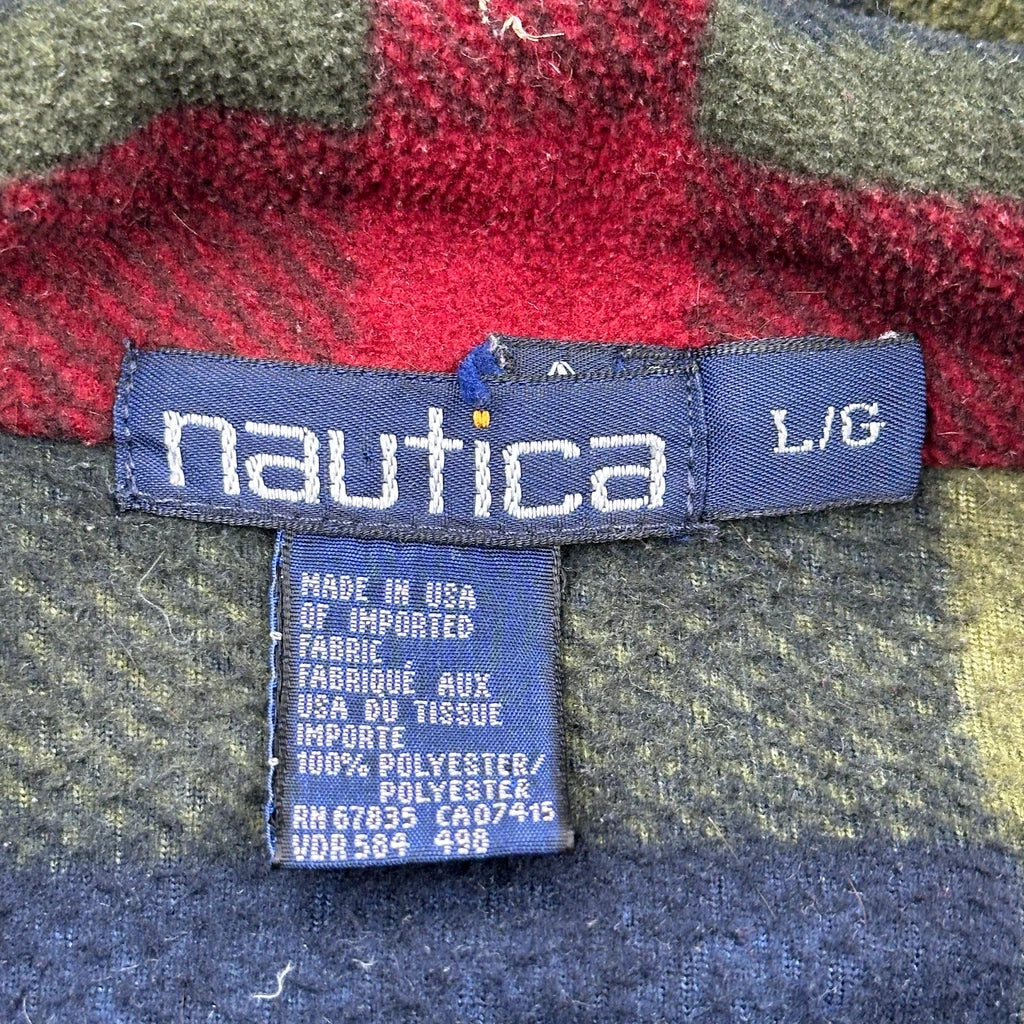 nautica
L/G
MADE IN USA
OF IMPORTED
FABRIC
FABRIQUÉ AUX
USA DU TISSUE
IMPORTE
100% POLYESTER/
POLYESTER
RN 67835 CA07415
VDR 584 498